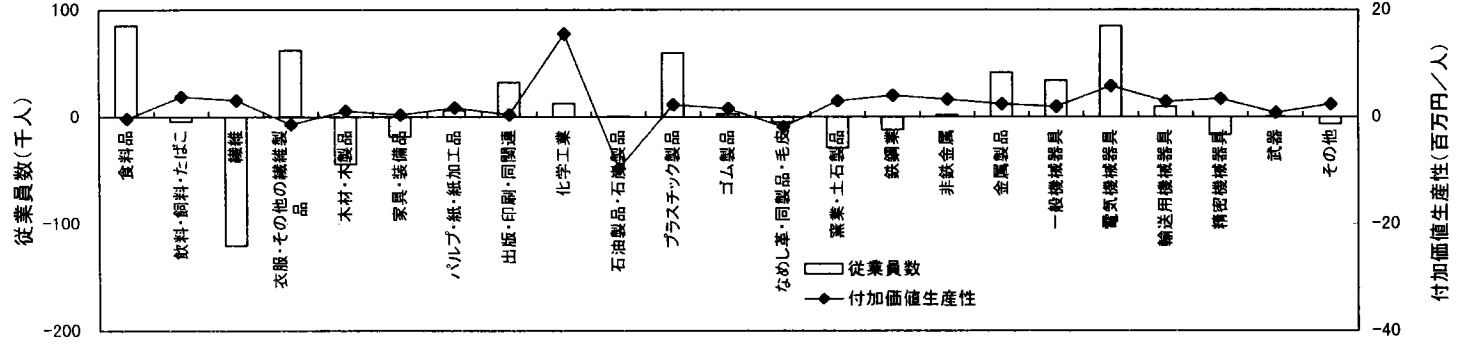 従業員数(千人)
100
0
-100
-200
食料品
飲料・飼料・たばこ
繊維
衣服・その他の繊維製
品
木材・木製品
家具・装備品
パルプ・紙・紙加工品
出版・印刷・同関連
化学工業
石油製品・石炭製品
プラスチック製品
ゴム製品
なめし革・同製品・毛皮
窯業・土石製品
鉄鋼業
非鉄金属
金属製品
一般機械器具
電気機械器具
輸送用機械器具
精密機械器具
武器
その他
従業員数
付加価値生産性
20
0
-20
-40
付加価値生産性(百万円/人)